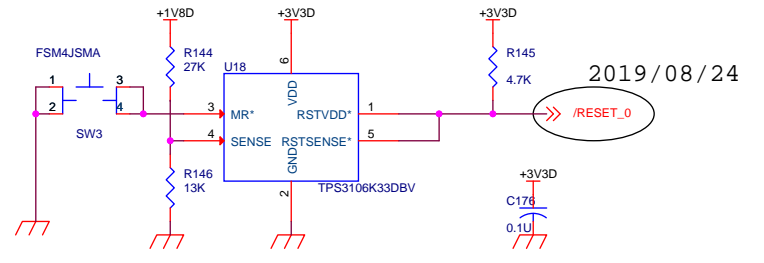 +1V8D
+3V3D
+3V3D
FSM4JSMA
R144
27K
U18
R145
4.7K
2019/08/24
1
3
2
4
SW3
3
MR*
6
VDD
RSTVDD*
1
/RESET_0
4
SENSE
RSTSENSE*
5
GND
2
TPS3106K33DBV
R146
13K
+3V3D
C176
0.1U